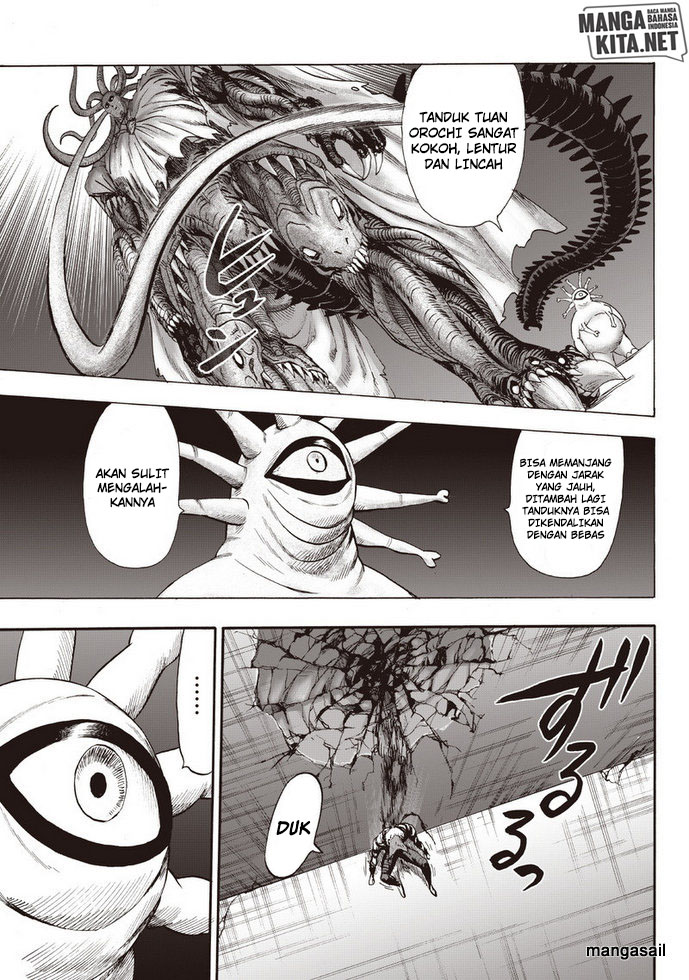 MANGA
KITA.NET
BACA MANGA
BAHASA
INDONESIA
TANDUK TUAN
OROCHI SANGAT
KOKOH, LENTUR
DAN LINCAH
BISA MEMANJANG
DENGAN JARAK
YANG JAUH,
DITAMBAH LAGI
TANDUKNYA BISA
DIKENDALIKAN
DENGAN BEBAS
AKAN SULIT
MENGALAH-
KANNYA
ずるるっ
DUK
......
mangasail